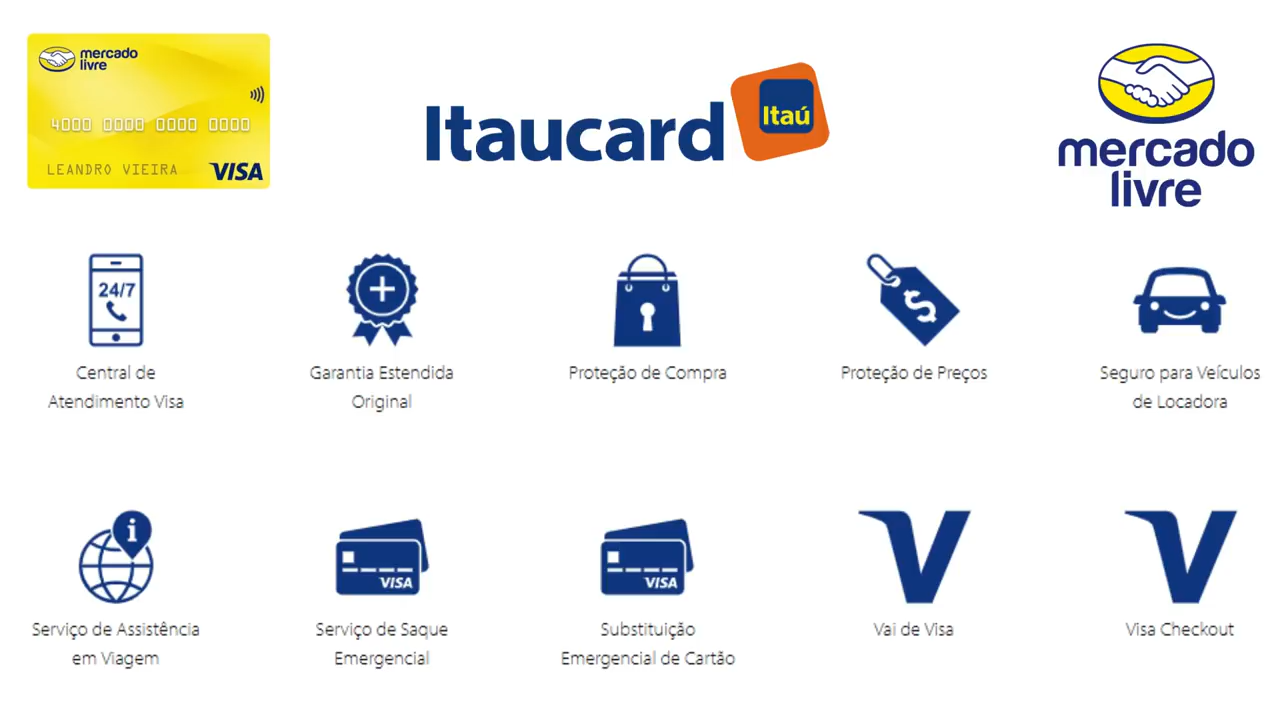 mercado
livre
4000 0000 0000 0000
LEANDRO VIEIRA
VISA
Itaucard
Itaú
mercado
livre
24/7
Central de
Atendimento Visa
Garantia Estendida
Original
Proteção de Compra
$
Proteção de Preços
Seguro para Veículos
de Locadora
i
Serviço de Assistência
em Viagem
VISA
Serviço de Saque
Emergencial
VISA
Substituição
Emergencial de Cartão
V
Vai de Visa
V
Visa Checkout